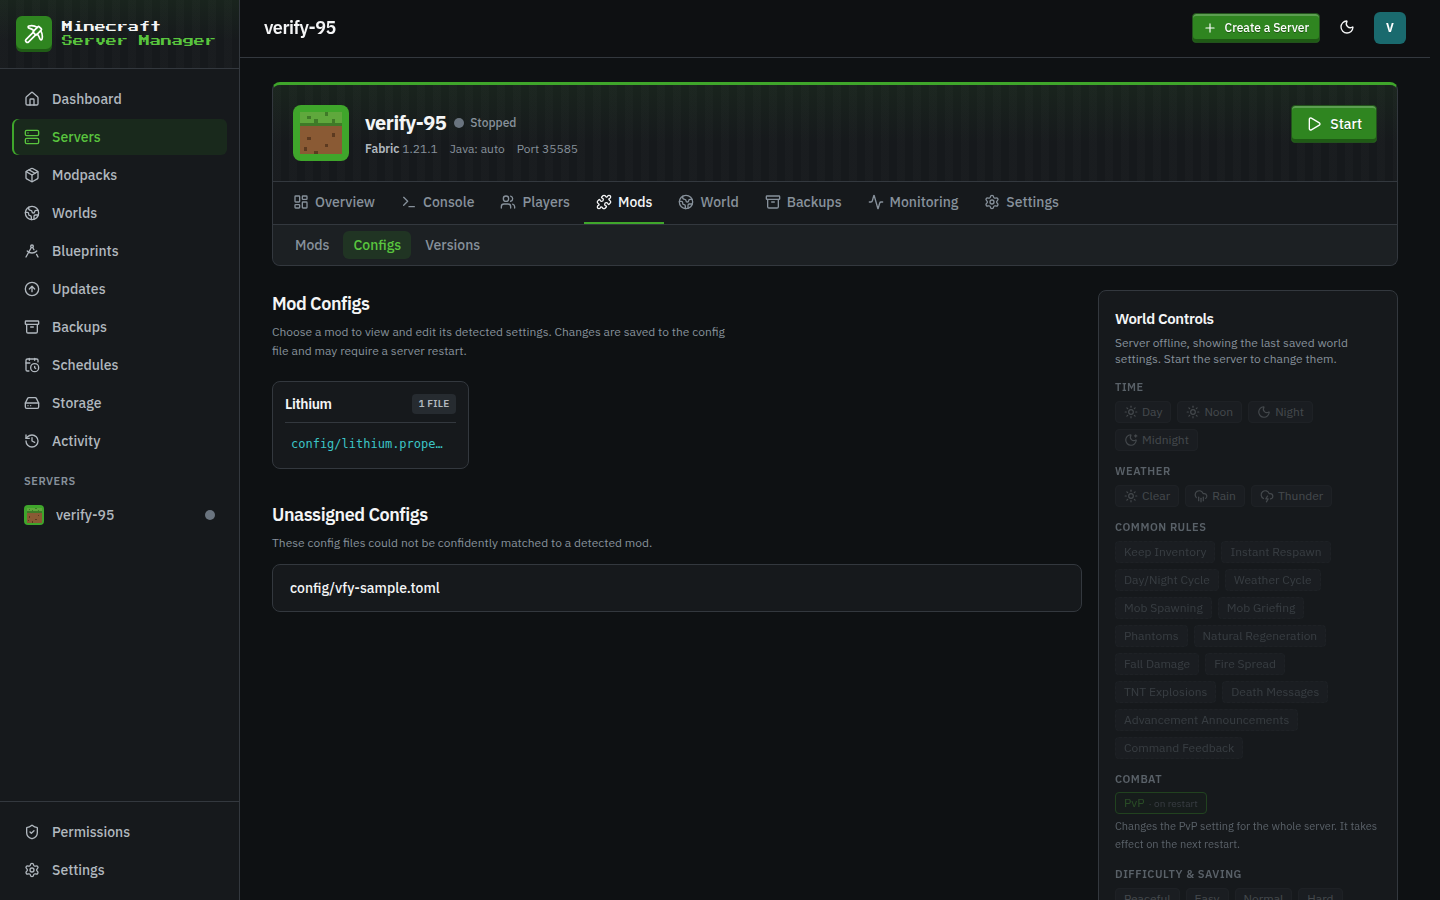 Minecraft
Server Manager
Dashboard
Servers
Modpacks
Worlds
Blueprints
Updates
Backups
Schedules
Storage
Activity
SERVERS
verify-95
Permissions
Settings
verify-95
Create a Server
V
verify-95
Stopped
Fabric 1.21.1 Java: auto Port 35585
Start
Overview
Console
Players
Mods
World
Backups
Monitoring
Settings
Mods
Configs
Versions
Mod Configs
Choose a mod to view and edit its detected settings. Changes are saved to the config
file and may require a server restart.
Lithium
1 FILE
config/lithium.prope…
Unassigned Configs
These config files could not be confidently matched to a detected mod.
config/vfy-sample.toml
World Controls
Server offline, showing the last saved world
settings. Start the server to change them.
TIME
Day Noon Night
Midnight
WEATHER
Clear Rain Thunder
COMMON RULES
Keep Inventory Instant Respawn
Day/Night Cycle Weather Cycle
Mob Spawning Mob Griefing
Phantoms Natural Regeneration
Fall Damage Fire Spread
TNT Explosions Death Messages
Advancement Announcements
Command Feedback
COMBAT
PvP · on restart
Changes the PvP setting for the whole server. It takes
effect on the next restart.
DIFFICULTY & SAVING
Peaceful Easy Normal Hard